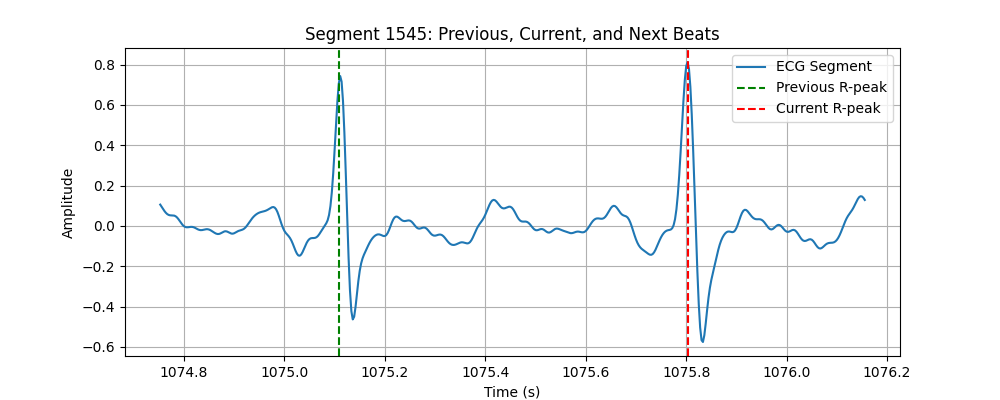 Segment 1545: Previous, Current, and Next Beats
ECG Segment
Previous R-peak
Current R-peak
Amplitude
0.8
0.6
0.4
0.2
0.0
−0.2
−0.4
−0.6
1074.8 1075.0 1075.2 1075.4 1075.6 1075.8 1076.0 1076.2
Time (s)